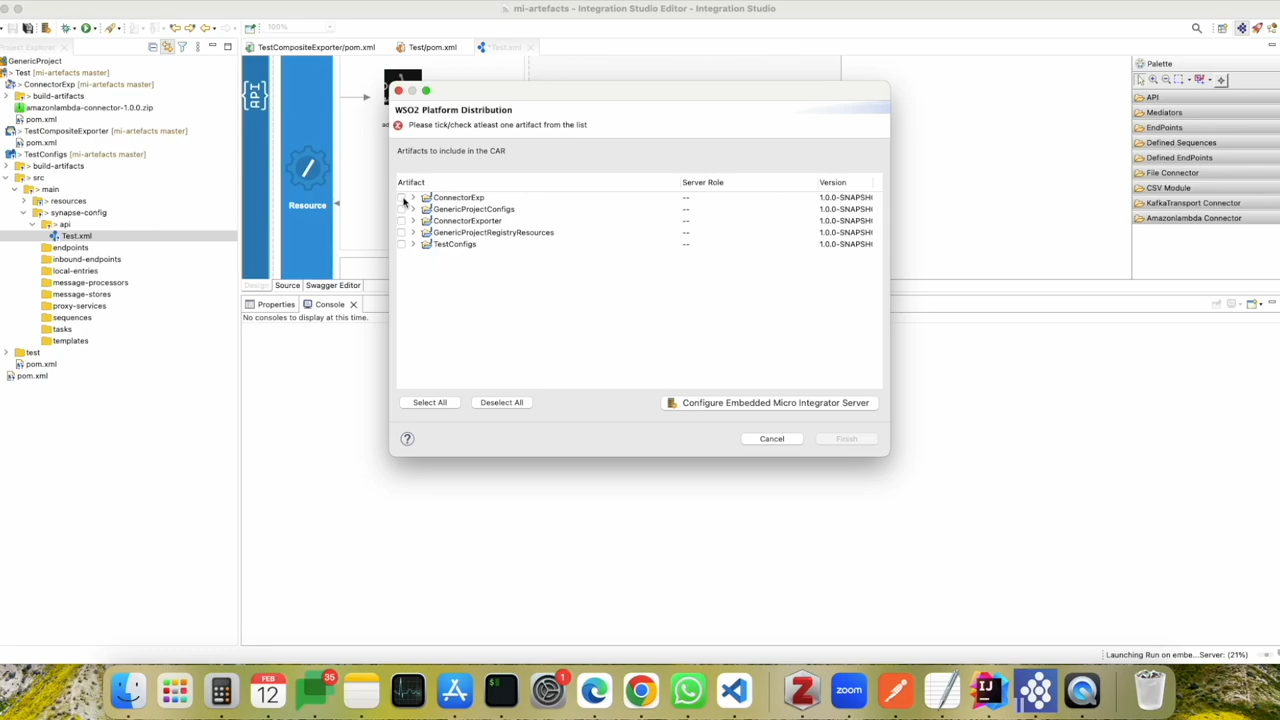 mi-artefacts - Integration Studio Editor - Integration Studio
100%
Project Explorer
TestCompositeExporter/pom.xml
Test/pom.xml
*Test.xml
GenericProject
Test [mi-artefacts master]
ConnectorExp [mi-artefacts master]
build-artifacts
amazonlambda-connector-1.0.0.zip
pom.xml
TestCompositeExporter [mi-artefacts master]
pom.xml
TestConfigs [mi-artefacts master]
build-artifacts
src
main
resources
synapse-config
api
Test.xml
endpoints
inbound-endpoints
local-entries
message-processors
message-stores
proxy-services
sequences
tasks
templates
test
pom.xml
pom.xml
{API}
Resource
Design
Source
Swagger Editor
Properties
Console
No consoles to display at this time.
WSO2 Platform Distribution
Please tick/check atleast one artifact from the list
Artifacts to include in the CAR
Artifact Server Role Version
ConnectorExp -- 1.0.0-SNAPSH
GenericProjectConfigs -- 1.0.0-SNAPSH
ConnectorExporter -- 1.0.0-SNAPSH
GenericProjectRegistryResources -- 1.0.0-SNAPSH
TestConfigs -- 1.0.0-SNAPSH
Select All
Deselect All
Configure Embedded Micro Integrator Server
?
Cancel
Finish
Palette
API
Mediators
EndPoints
Defined Sequences
Defined EndPoints
File Connector
CSV Module
KafkaTransport Connector
Amazonlambda Connector
Launching Run on embe...Server: (21%)
FEB
12
35
$
1
Z
zoom
IJ